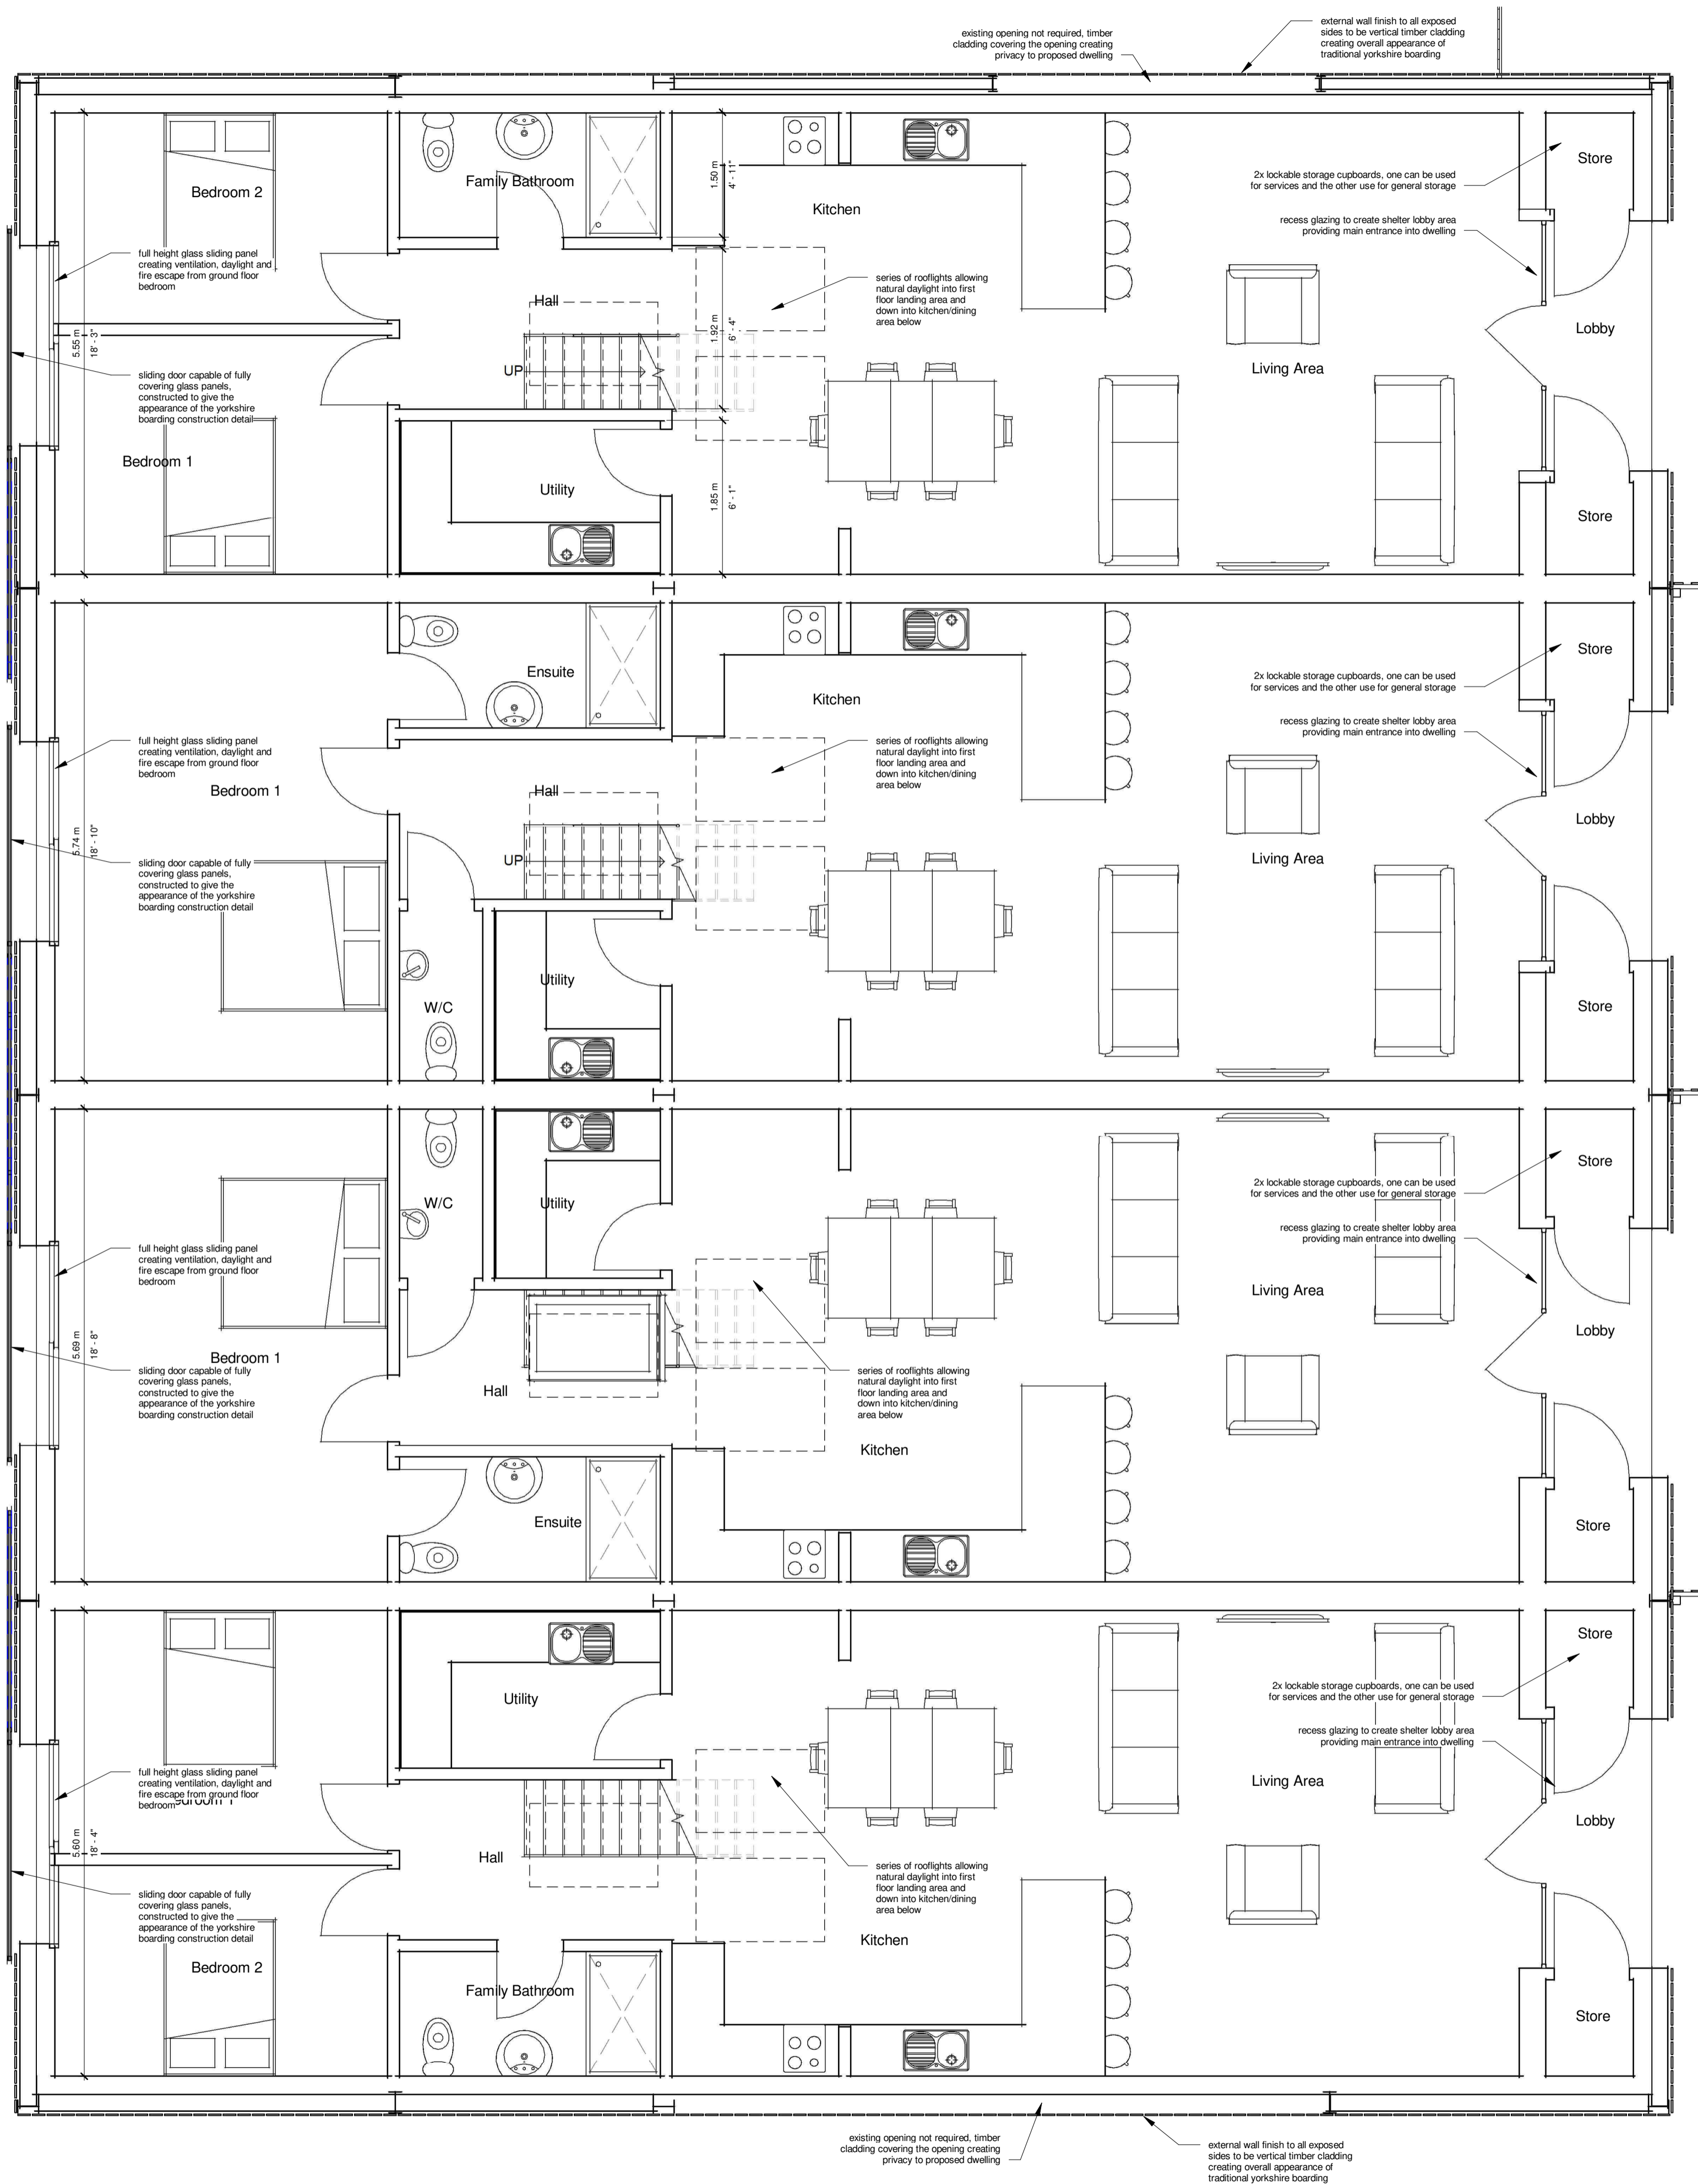 existing opening not required, timber
cladding covering the opening creating
privacy to proposed dwelling
external wall finish to all exposed
sides to be vertical timber cladding
creating overall appearance of
traditional yorkshire boarding
Bedroom 2
Family Bathroom
1.50 m
4' - 11"
Kitchen
2x lockable storage cupboards, one can be used
for services and the other use for general storage
Store
recess glazing to create shelter lobby area
providing main entrance into dwelling
full height glass sliding panel
creating ventilation, daylight and
fire escape from ground floor
bedroom
Hall
series of rooflights allowing
natural daylight into first
floor landing area and
down into kitchen/dining
area below
5.55 m
18' - 3"
1.92 m
6' - 4"
Lobby
UP
Living Area
sliding door capable of fully
covering glass panels,
constructed to give the
appearance of the yorkshire
boarding construction detail
Bedroom 1
Utility
1.85 m
6' - 1"
Store
Ensuite
Kitchen
2x lockable storage cupboards, one can be used
for services and the other use for general storage
Store
recess glazing to create shelter lobby area
providing main entrance into dwelling
full height glass sliding panel
creating ventilation, daylight and
fire escape from ground floor
bedroom
Bedroom 1
Hall
series of rooflights allowing
natural daylight into first
floor landing area and
down into kitchen/dining
area below
5.74 m
18' - 10"
Lobby
UP
Living Area
sliding door capable of fully
covering glass panels,
constructed to give the
appearance of the yorkshire
boarding construction detail
W/C
Utility
Store
W/C
Utility
2x lockable storage cupboards, one can be used
for services and the other use for general storage
Store
recess glazing to create shelter lobby area
providing main entrance into dwelling
full height glass sliding panel
creating ventilation, daylight and
fire escape from ground floor
bedroom
Living Area
Lobby
5.69 m
18' - 8"
Bedroom 1
sliding door capable of fully
covering glass panels,
constructed to give the
appearance of the yorkshire
boarding construction detail
Hall
series of rooflights allowing
natural daylight into first
floor landing area and
down into kitchen/dining
area below
Kitchen
Ensuite
Store
Utility
Store
2x lockable storage cupboards, one can be used
for services and the other use for general storage
recess glazing to create shelter lobby area
providing main entrance into dwelling
full height glass sliding panel
creating ventilation, daylight and
fire escape from ground floor
bedroom
Living Area
Lobby
5.60 m
18' - 4"
Hall
series of rooflights allowing
natural daylight into first
floor landing area and
down into kitchen/dining
area below
sliding door capable of fully
covering glass panels,
constructed to give the
appearance of the yorkshire
boarding construction detail
Kitchen
Bedroom 2
Family Bathroom
Store
existing opening not required, timber
cladding covering the opening creating
privacy to proposed dwelling
external wall finish to all exposed
sides to be vertical timber cladding
creating overall appearance of
traditional yorkshire boarding